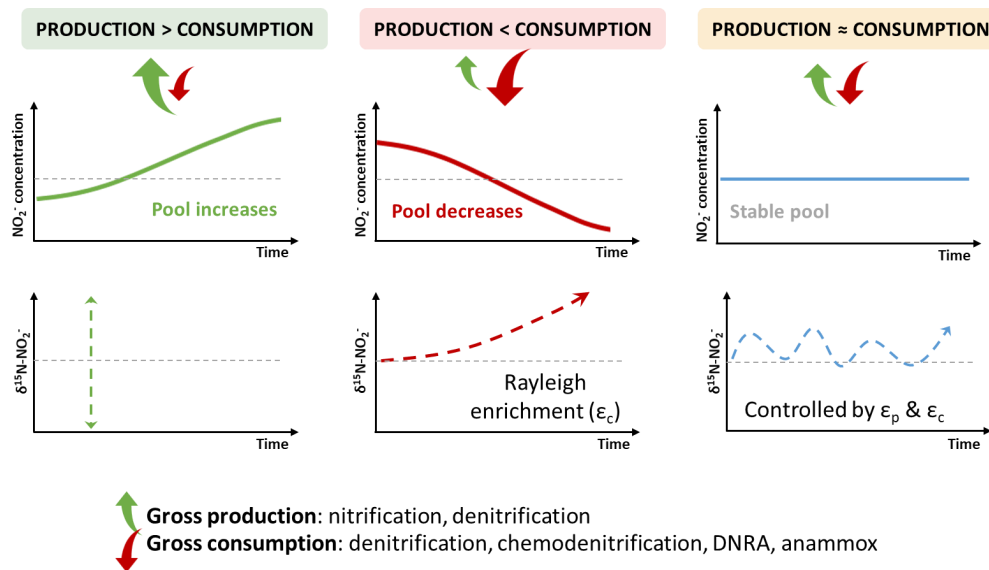 PRODUCTION > CONSUMPTION
PRODUCTION < CONSUMPTION
PRODUCTION ≈ CONSUMPTION
NO₂⁻ concentration
Pool increases
Time
NO₂⁻ concentration
Pool decreases
Time
NO₂⁻ concentration
Stable pool
Time
δ¹⁵N-NO₂⁻
Time
δ¹⁵N-NO₂⁻
Rayleigh
enrichment (εc)
Time
δ¹⁵N-NO₂⁻
Controlled by εp & εc
Time
Gross production: nitrification, denitrification
Gross consumption: denitrification, chemodenitrification, DNRA, anammox